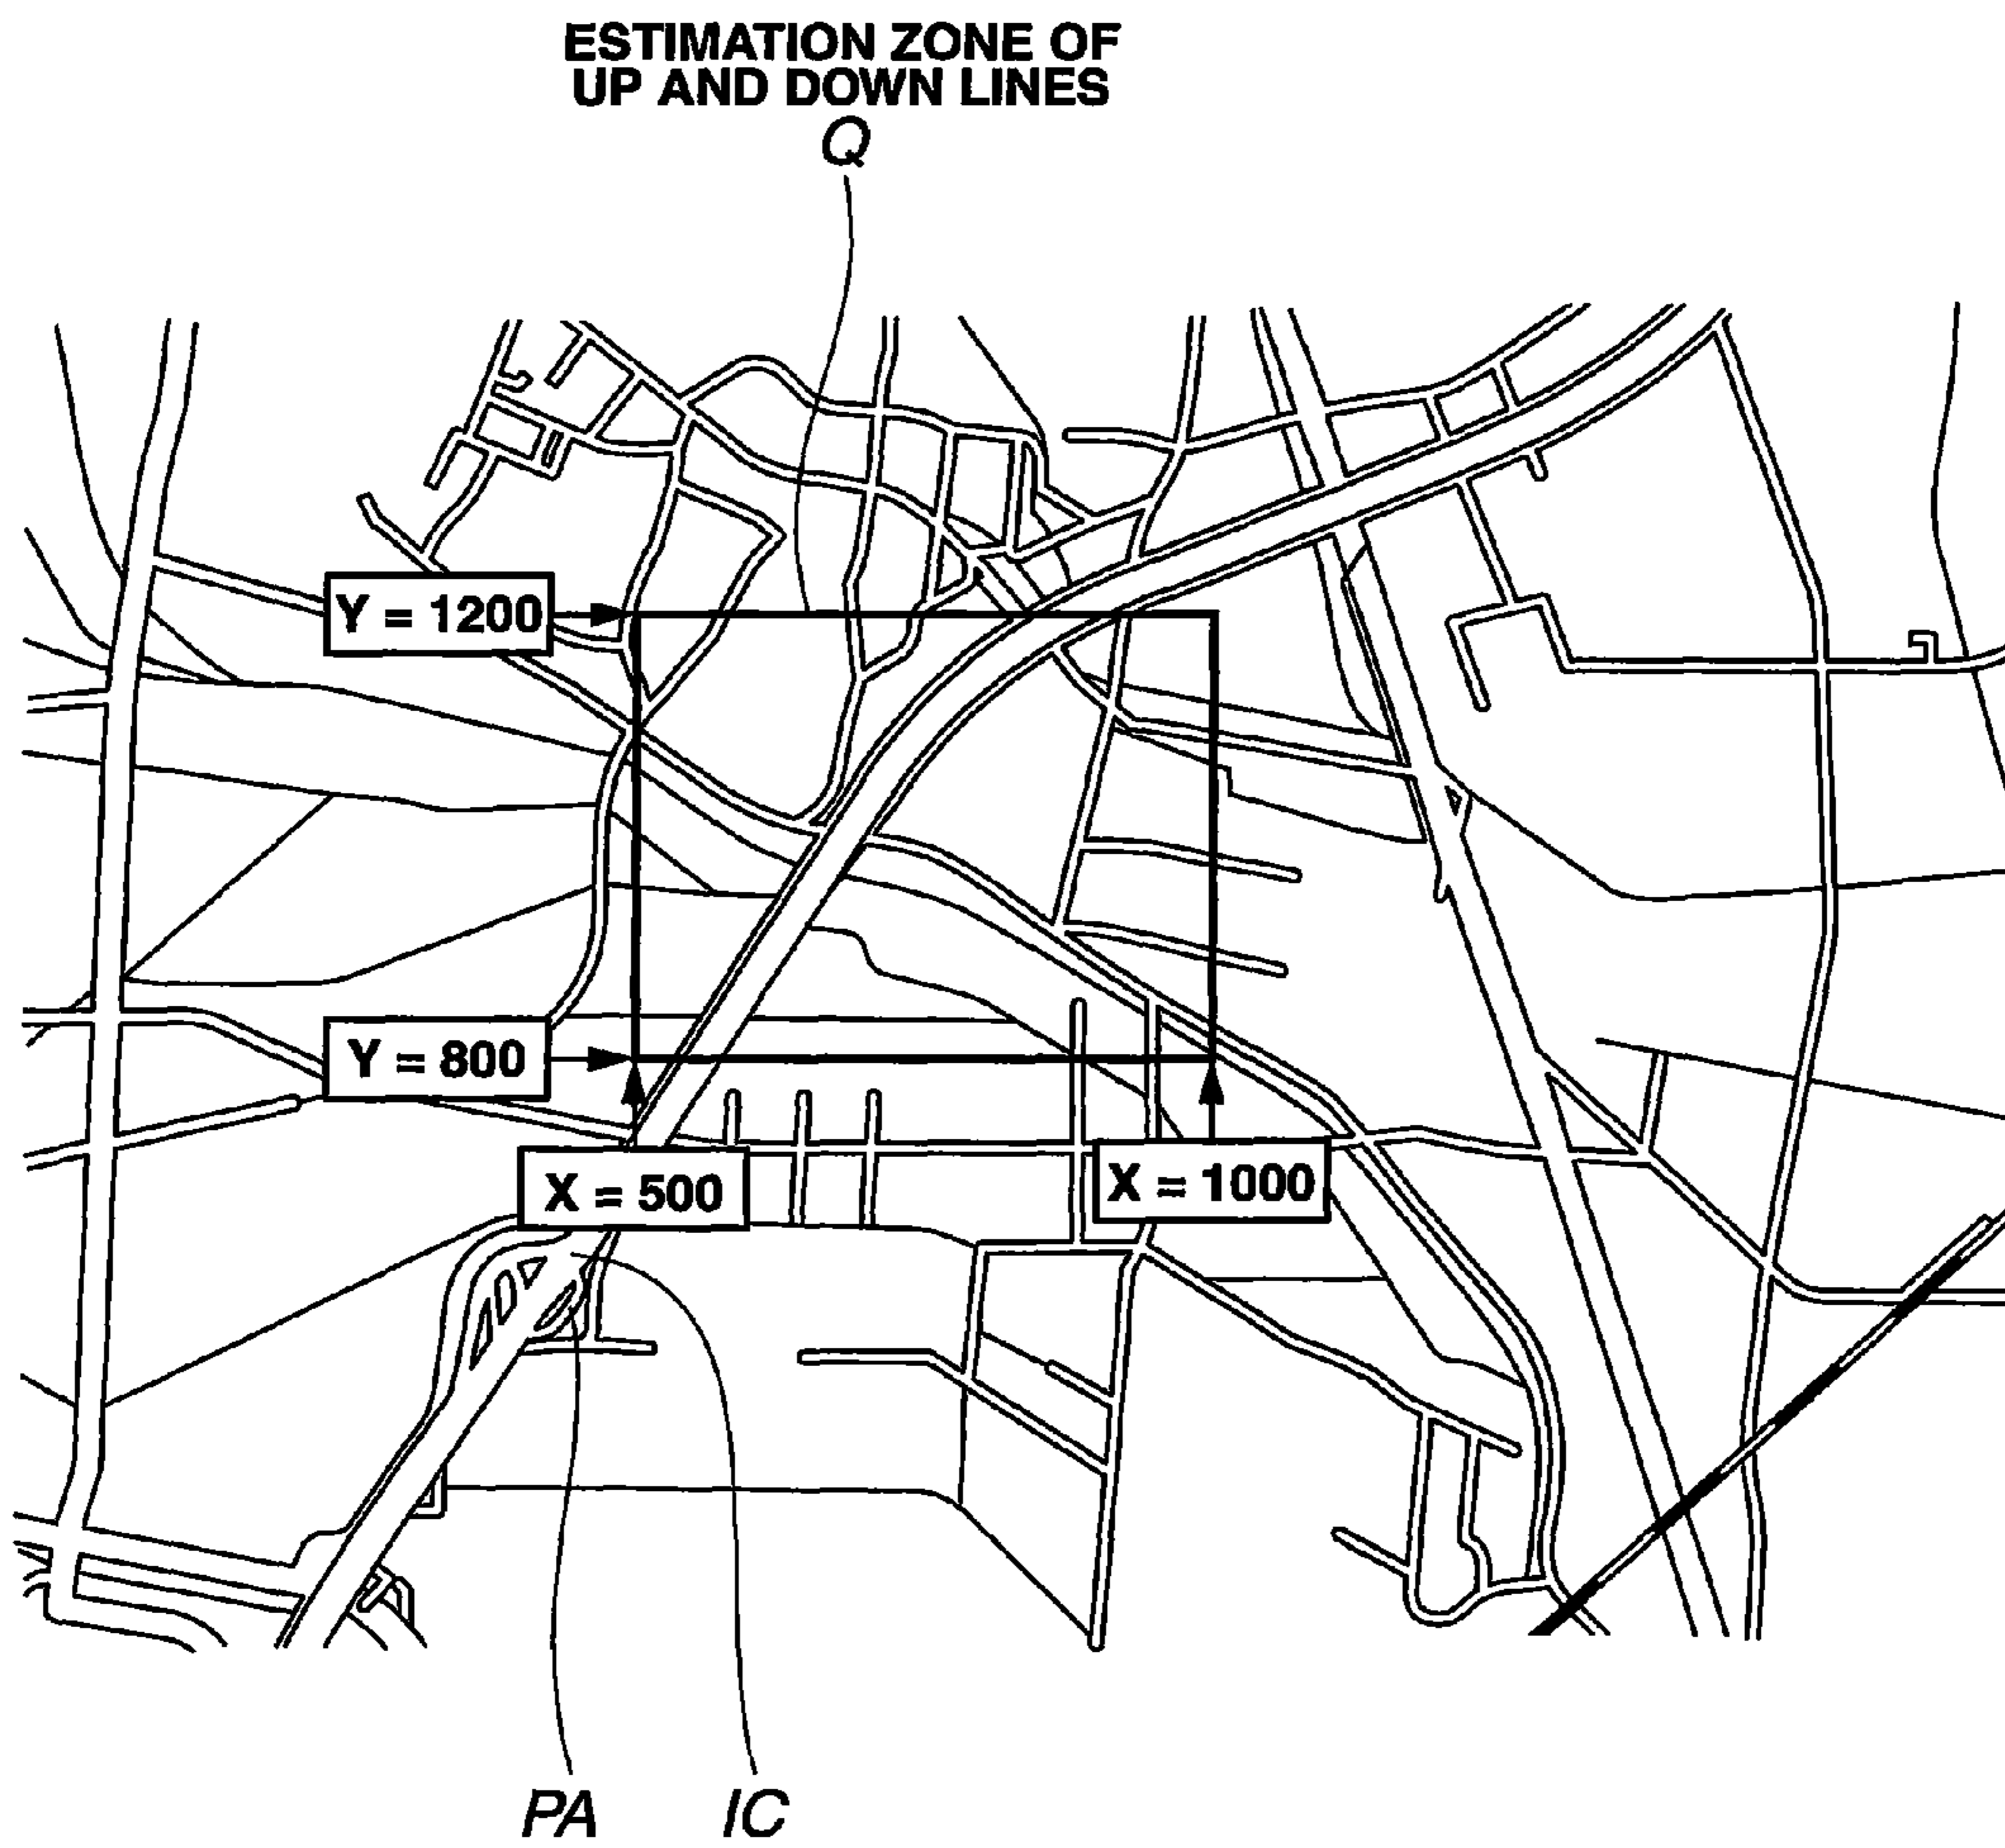 ESTIMATION ZONE OF
UP AND DOWN LINES
Q
Y = 1200
Y = 800
X = 500
X = 1000
PA
IC